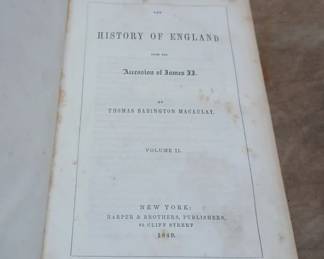 THE
HISTORY OF ENGLAND
FROM THE
Accession of James II.
BY
THOMAS BABINGTON MACAULAY.
VOLUME II.
NEW YORK:
HARPER & BROTHERS, PUBLISHERS,
82 CLIFF STREET
1849.